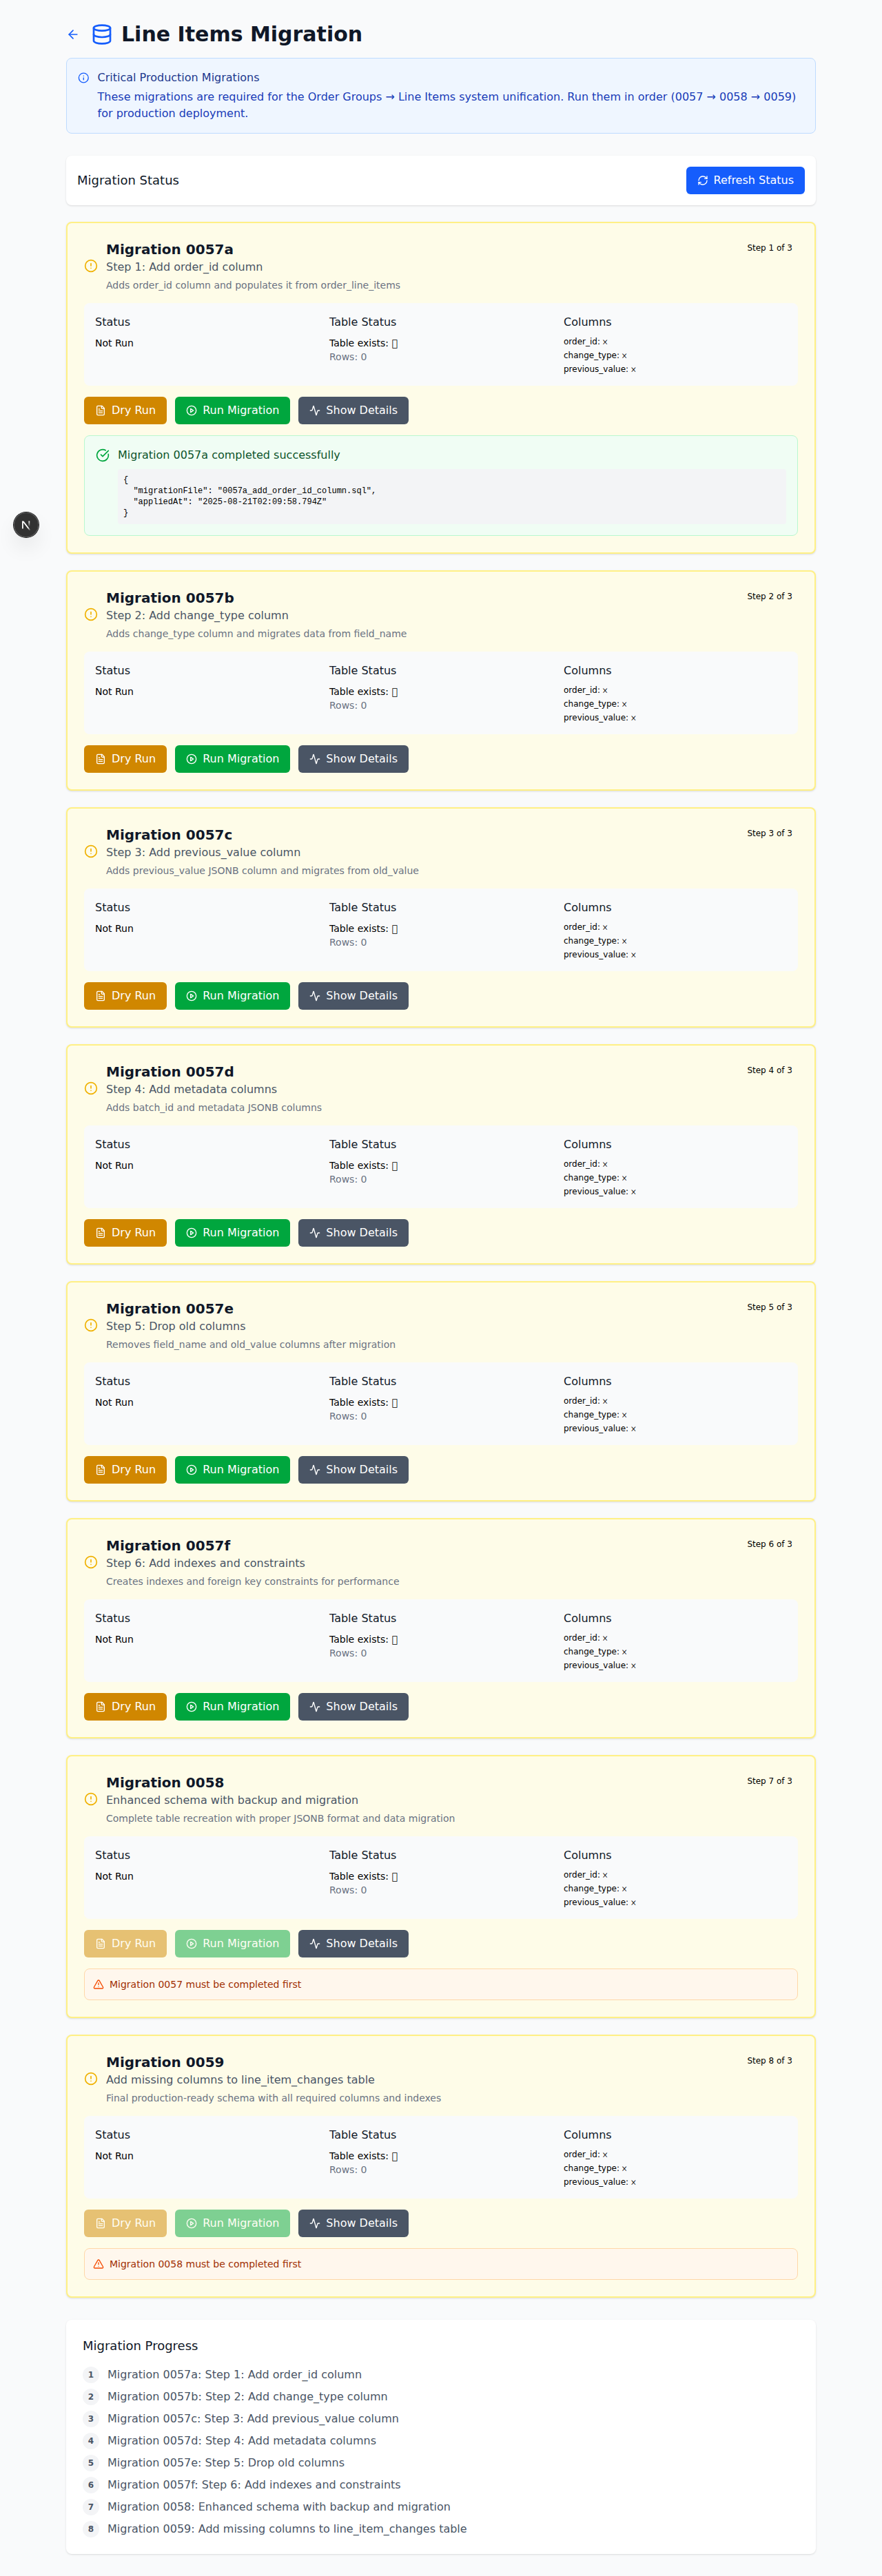 Line Items Migration
Critical Production Migrations
These migrations are required for the Order Groups → Line Items system unification. Run them in order (0057 → 0058 → 0059)
for production deployment.
Migration Status
Refresh Status
Migration 0057a
Step 1 of 3
Step 1: Add order_id column
Adds order_id column and populates it from order_line_items
Status
Table Status
Columns
Not Run
Table exists:
Rows: 0
order_id: ×
change_type: ×
previous_value: ×
Dry Run
Run Migration
Show Details
Migration 0057a completed successfully
{
"migrationFile": "0057a_add_order_id_column.sql",
"appliedAt": "2025-08-21T02:09:58.794Z"
}
N
Migration 0057b
Step 2 of 3
Step 2: Add change_type column
Adds change_type column and migrates data from field_name
Status
Table Status
Columns
Not Run
Table exists:
Rows: 0
order_id: ×
change_type: ×
previous_value: ×
Dry Run
Run Migration
Show Details
Migration 0057c
Step 3 of 3
Step 3: Add previous_value column
Adds previous_value JSONB column and migrates from old_value
Status
Table Status
Columns
Not Run
Table exists:
Rows: 0
order_id: ×
change_type: ×
previous_value: ×
Dry Run
Run Migration
Show Details
Migration 0057d
Step 4 of 3
Step 4: Add metadata columns
Adds batch_id and metadata JSONB columns
Status
Table Status
Columns
Not Run
Table exists:
Rows: 0
order_id: ×
change_type: ×
previous_value: ×
Dry Run
Run Migration
Show Details
Migration 0057e
Step 5 of 3
Step 5: Drop old columns
Removes field_name and old_value columns after migration
Status
Table Status
Columns
Not Run
Table exists:
Rows: 0
order_id: ×
change_type: ×
previous_value: ×
Dry Run
Run Migration
Show Details
Migration 0057f
Step 6 of 3
Step 6: Add indexes and constraints
Creates indexes and foreign key constraints for performance
Status
Table Status
Columns
Not Run
Table exists:
Rows: 0
order_id: ×
change_type: ×
previous_value: ×
Dry Run
Run Migration
Show Details
Migration 0058
Step 7 of 3
Enhanced schema with backup and migration
Complete table recreation with proper JSONB format and data migration
Status
Table Status
Columns
Not Run
Table exists:
Rows: 0
order_id: ×
change_type: ×
previous_value: ×
Dry Run
Run Migration
Show Details
Migration 0057 must be completed first
Migration 0059
Step 8 of 3
Add missing columns to line_item_changes table
Final production-ready schema with all required columns and indexes
Status
Table Status
Columns
Not Run
Table exists:
Rows: 0
order_id: ×
change_type: ×
previous_value: ×
Dry Run
Run Migration
Show Details
Migration 0058 must be completed first
Migration Progress
1 Migration 0057a: Step 1: Add order_id column
2 Migration 0057b: Step 2: Add change_type column
3 Migration 0057c: Step 3: Add previous_value column
4 Migration 0057d: Step 4: Add metadata columns
5 Migration 0057e: Step 5: Drop old columns
6 Migration 0057f: Step 6: Add indexes and constraints
7 Migration 0058: Enhanced schema with backup and migration
8 Migration 0059: Add missing columns to line_item_changes table